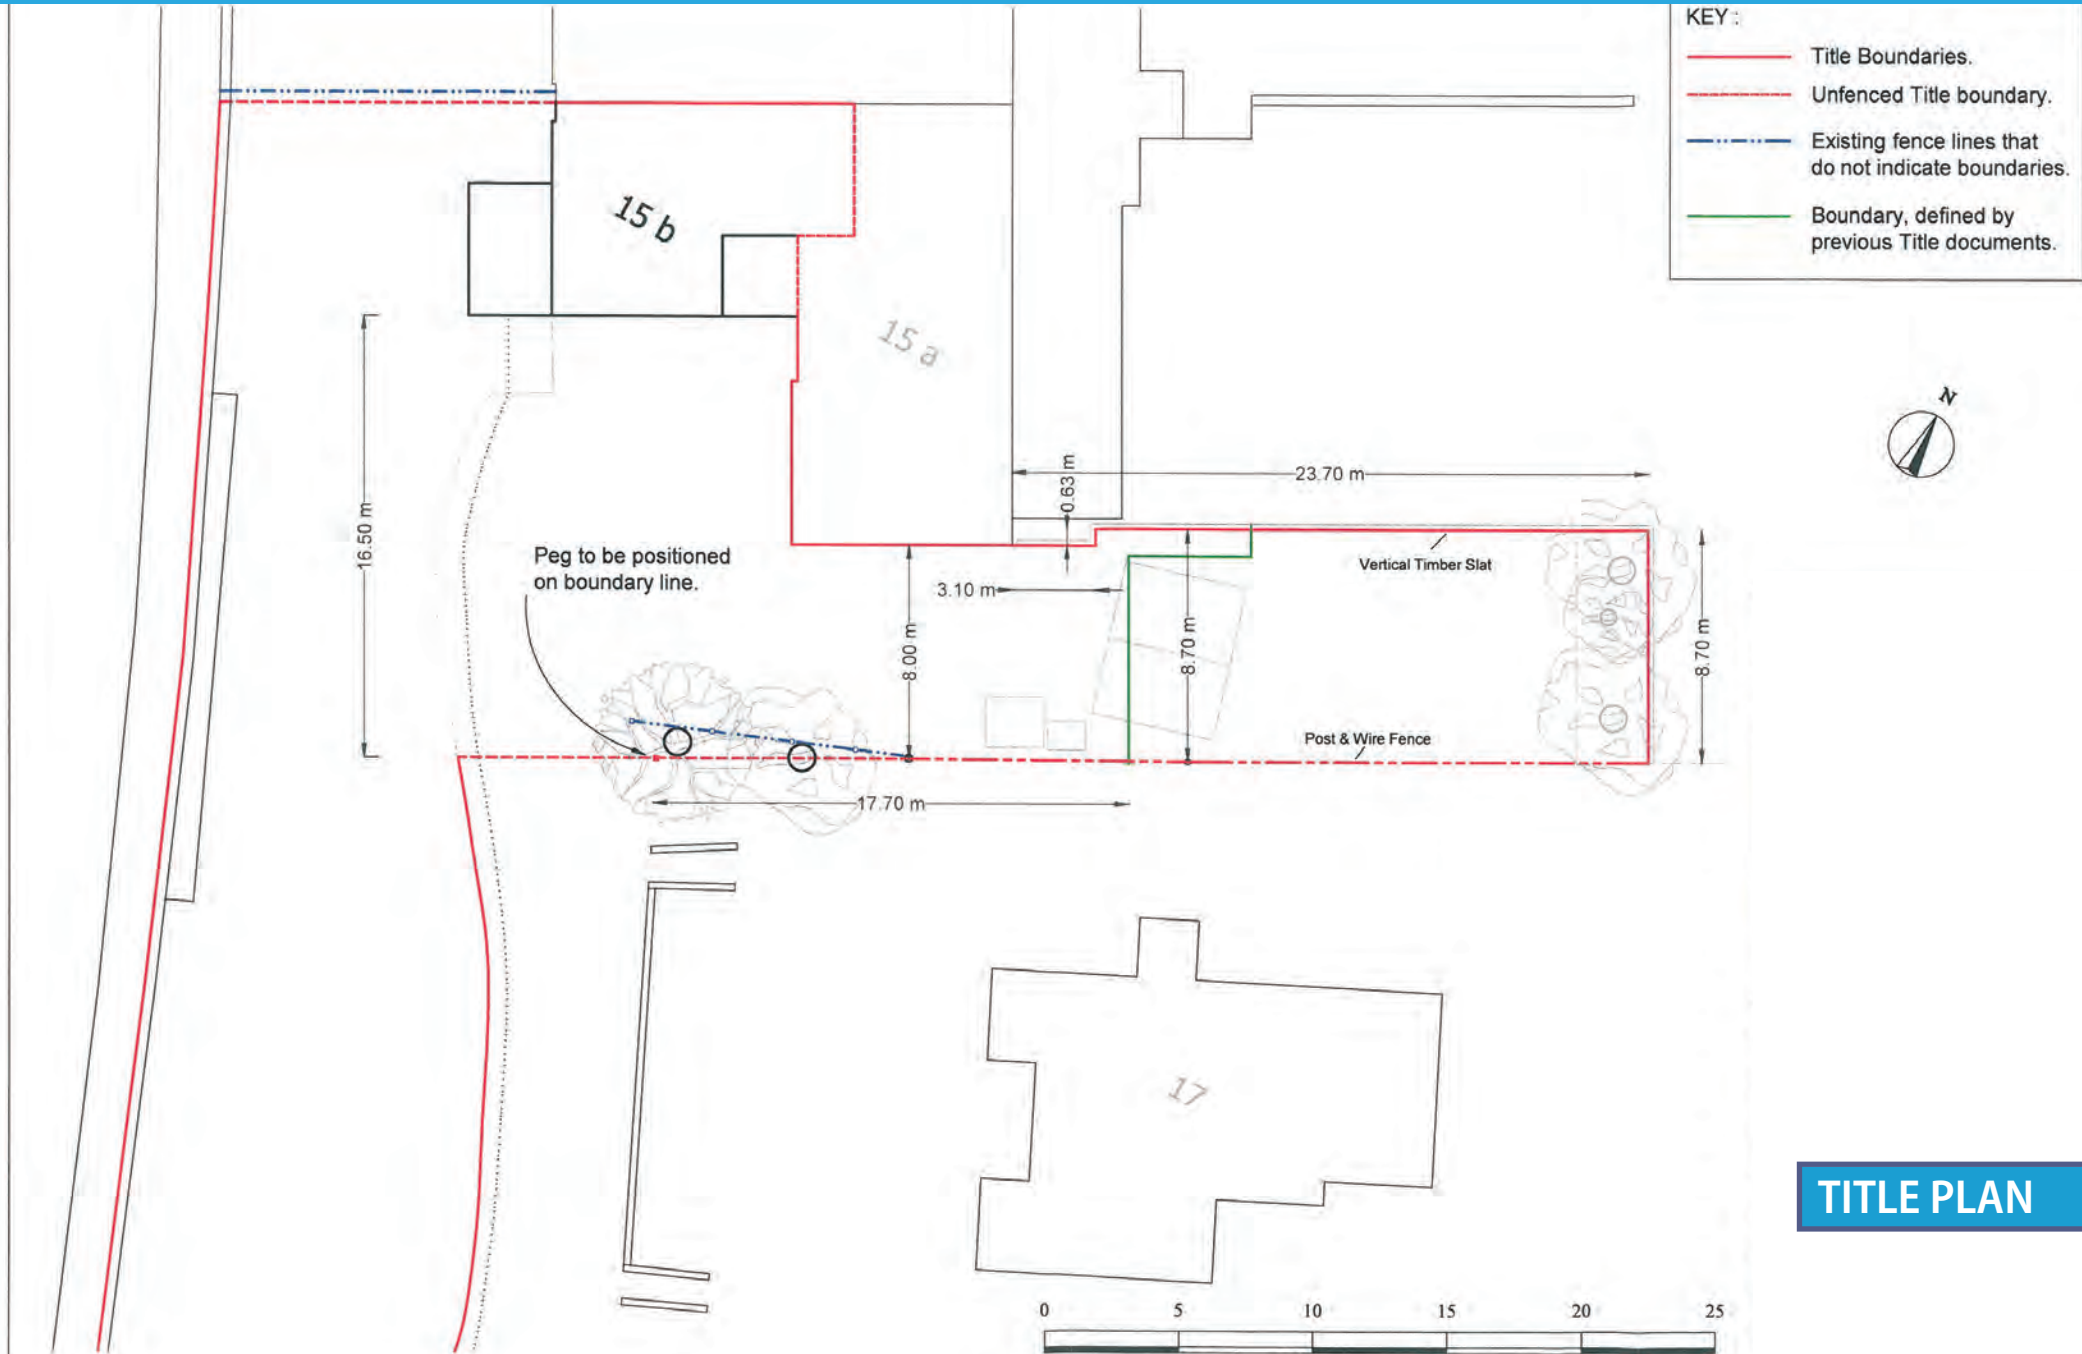 KEY :
Title Boundaries.
Unfenced Title boundary.
Existing fence lines that
do not indicate boundaries.
Boundary, defined by
previous Title documents.
15 b
15 a
N
23.70 m
0.63 m
16.50 m
Peg to be positioned
on boundary line.
Vertical Timber Slat
3.10 m
8.00 m
8.70 m
8.70 m
Post & Wire Fence
17.70 m
17
TITLE PLAN
0 5 10 15 20 25